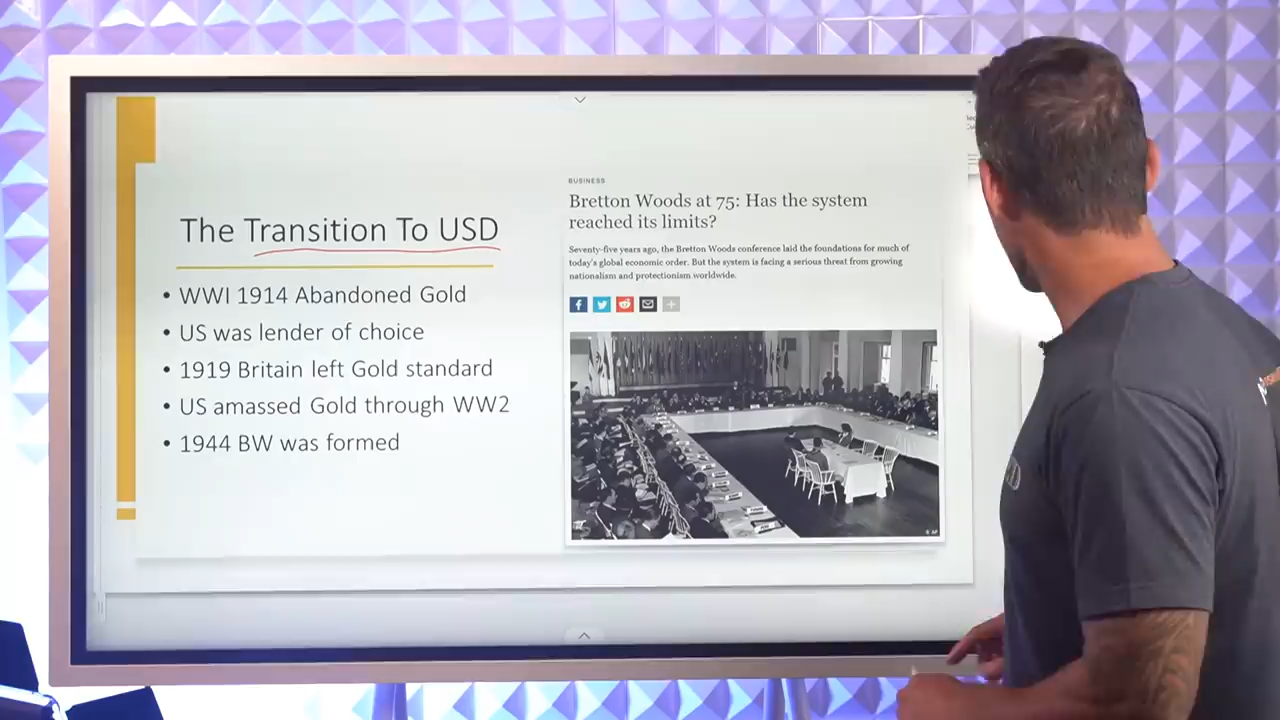 The Transition To USD
• WWI 1914 Abandoned Gold
• US was lender of choice
• 1919 Britain left Gold standard
• US amassed Gold through WW2
• 1944 BW was formed
BUSINESS
Bretton Woods at 75: Has the system
reached its limits?
Seventy-five years ago, the Bretton Woods conference laid the foundations for much of
today's global economic order. But the system is facing a serious threat from growing
nationalism and protectionism worldwide.